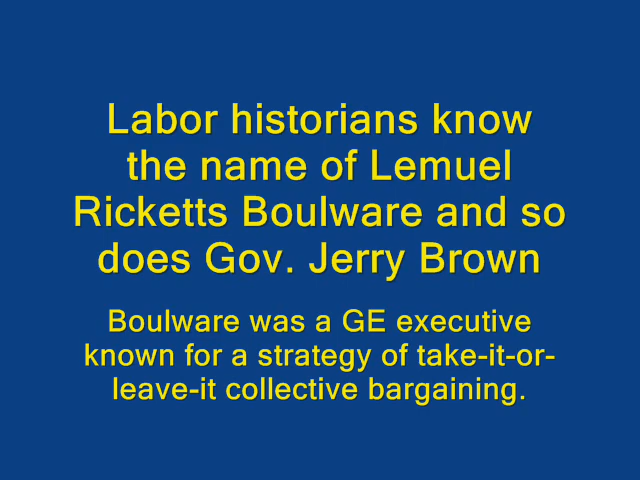 Labor historians know
the name of Lemuel
Ricketts Boulware and so
does Gov. Jerry Brown
Boulware was a GE executive
known for a strategy of take-it-or-
leave-it collective bargaining.